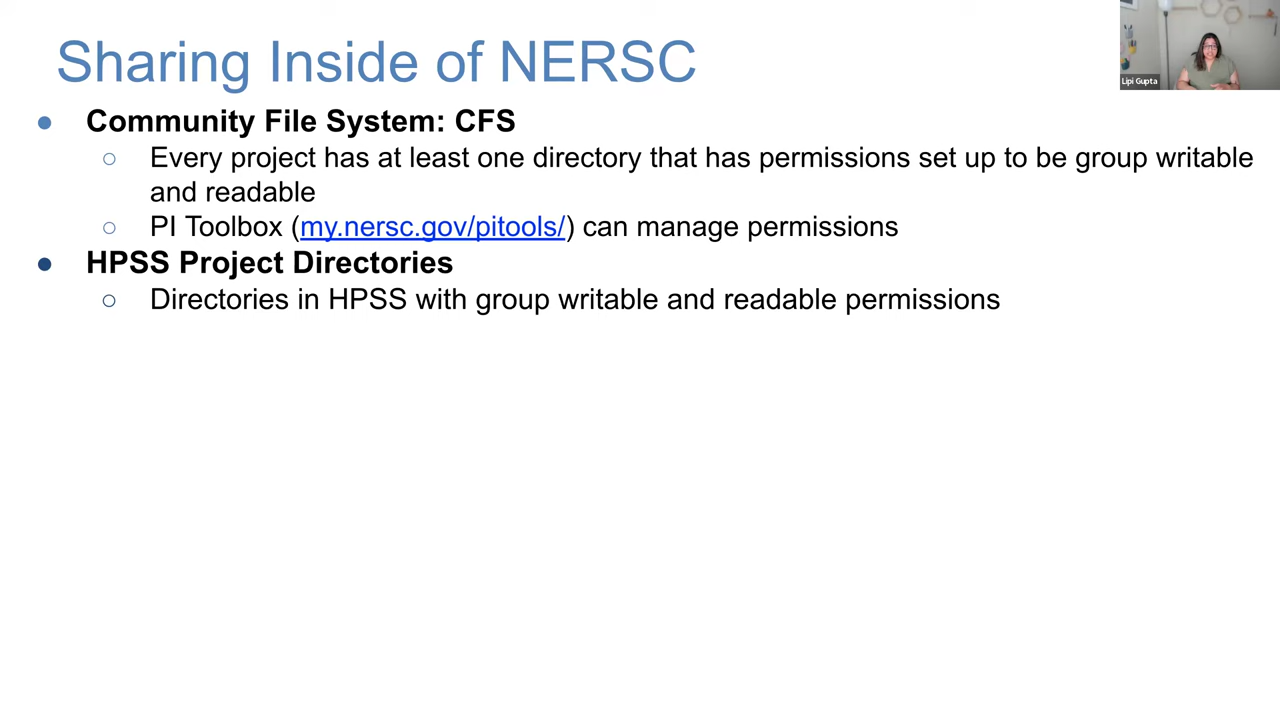 Sharing Inside of NERSC
Lipi Gupta
● Community File System: CFS
○ Every project has at least one directory that has permissions set up to be group writable
and readable
○ PI Toolbox (my.nersc.gov/pitools/) can manage permissions
● HPSS Project Directories
○ Directories in HPSS with group writable and readable permissions